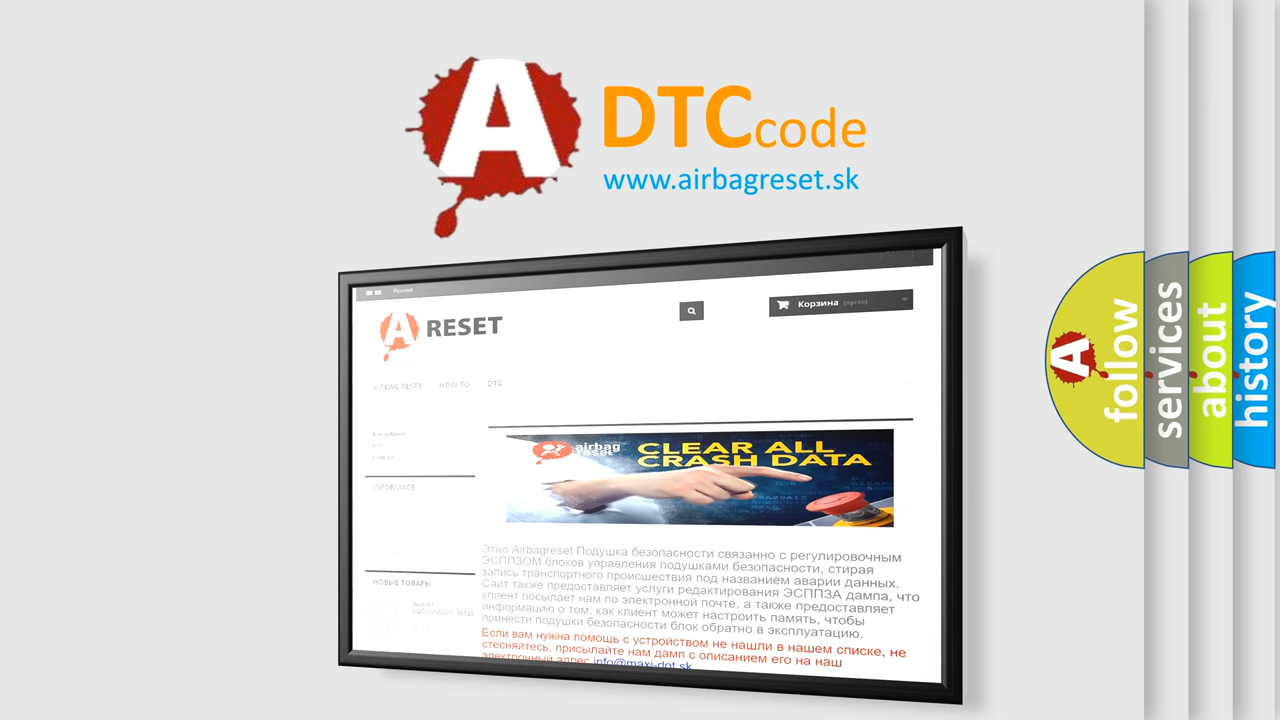 A DTCcode
www.airbagreset.sk
Русский
A RESET
Корзина (пусто)
AIRBAG RESET HOW TO DTC
Airbag Reset
HOW TO
INFORMACE
НОВЫЕ ТОВАРЫ
airbag
reset
CLEAR ALL
CRASH DATA
Этно Airbagreset Подушка безопасности связанно с регулировочным
ЭСППЗОМ блоков управления подушками безопасности, стирая
запись транспортного происшествия под названием аварии данных.
Сайт также предоставляет услуги редактирования ЭСППЗА дампа, что
клиент посылает нам по электронной почте, а также предоставляет
информацию о том, как клиент может настроить память, чтобы
принести подушки безопасности блок обратно в эксплуатацию.
Если вам нужна помощь с устройством не нашли в нашем списке, не
стесняйтесь, присылайте нам дамп с описанием его на наш
электронный адрес info@maxi-dot.sk
A follow
services
about
history